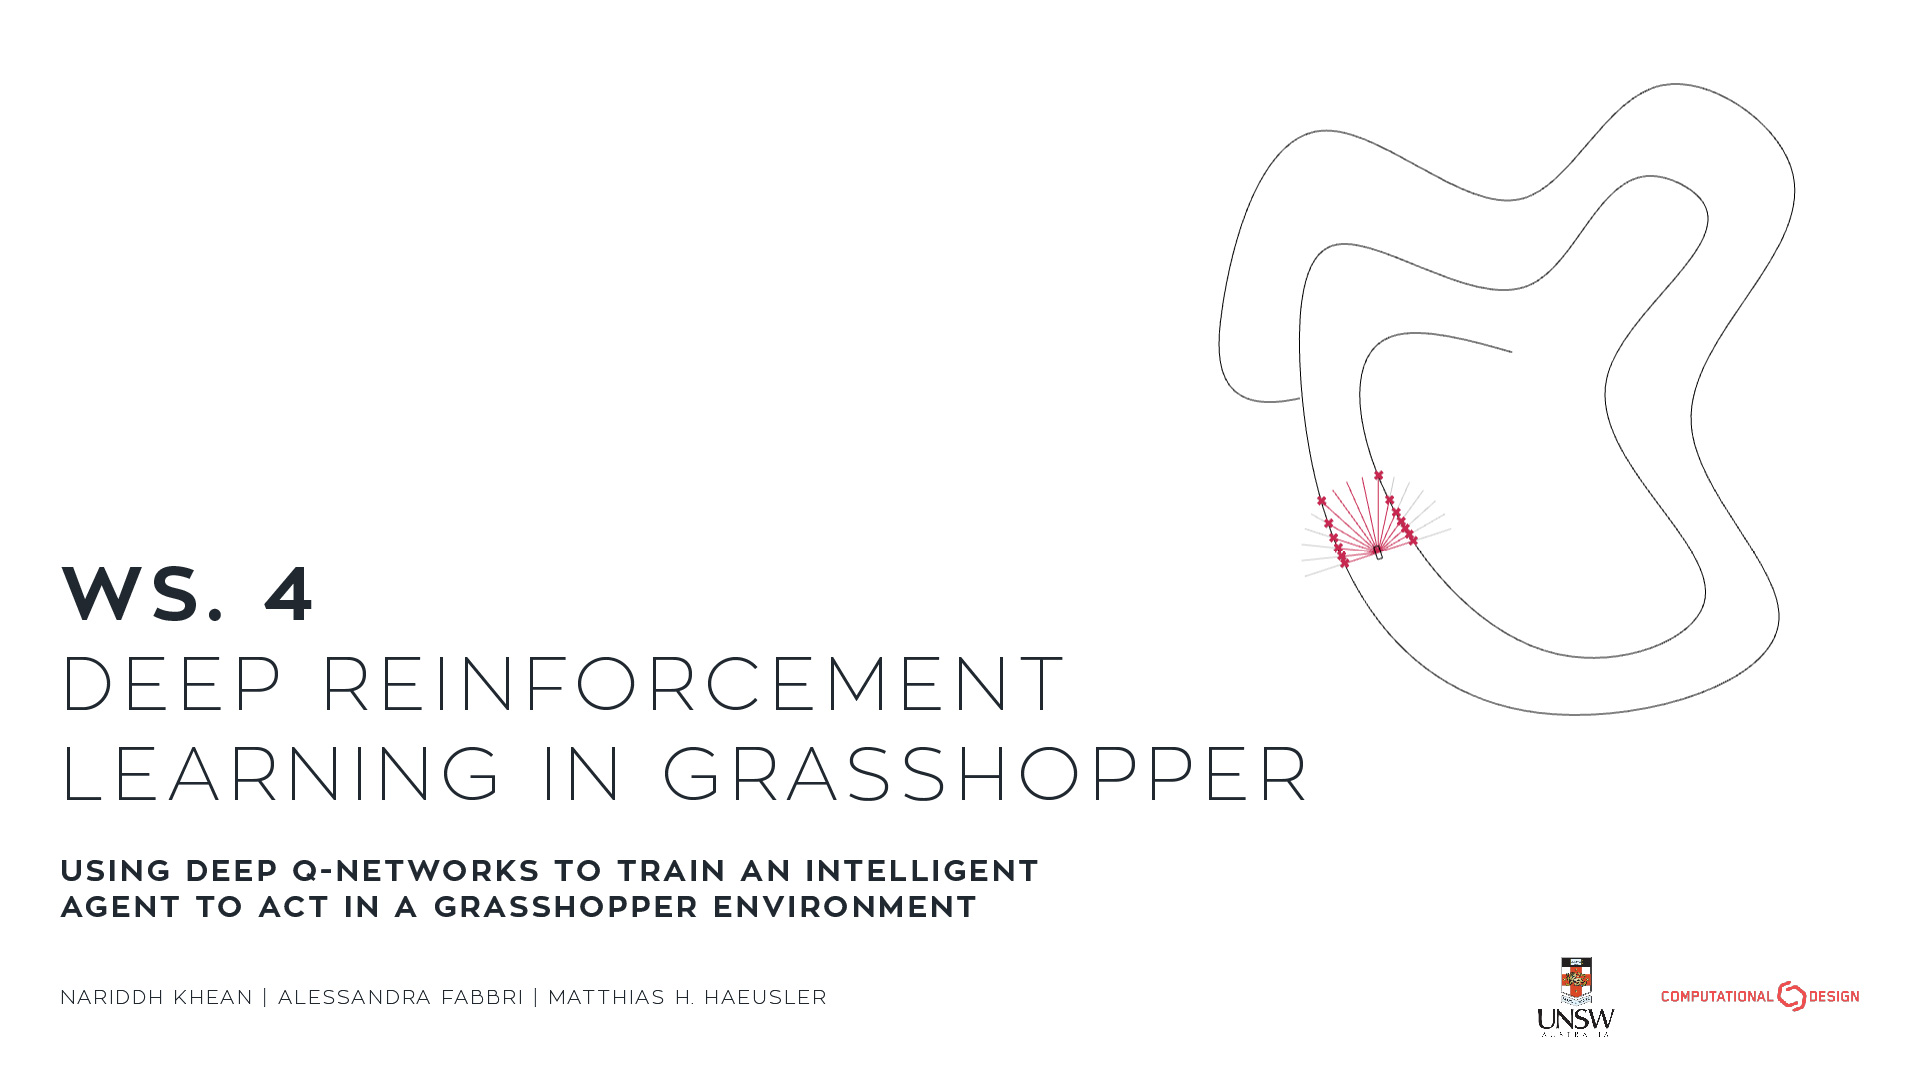 WS. 4
DEEP REINFORCEMENT
LEARNING IN GRASSHOPPER
USING DEEP Q-NETWORKS TO TRAIN AN INTELLIGENT
AGENT TO ACT IN A GRASSHOPPER ENVIRONMENT
NARIDDH KHEAN | ALESSANDRA FABBRI | MATTHIAS H. HAEUSLER
UNSW
AUSTRALIA
COMPUTATIONAL DESIGN